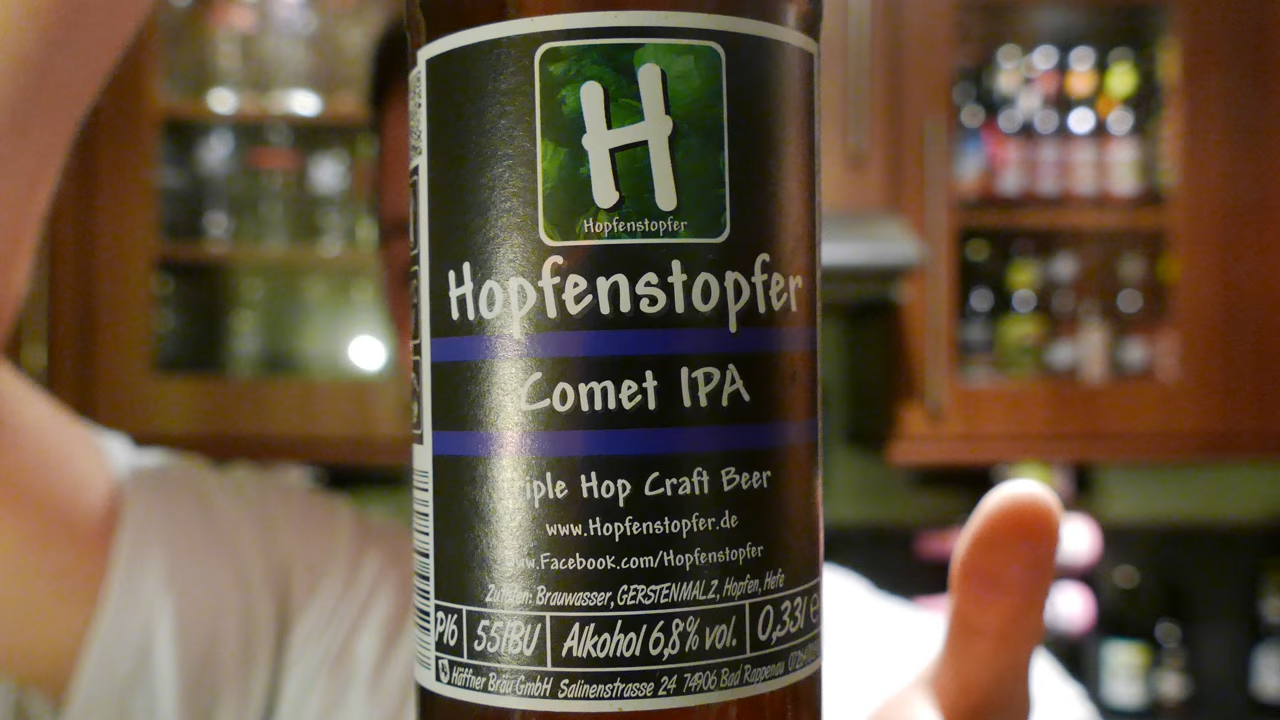 H
Hopfenstopfer
Hopfenstopfer
Comet IPA
Hop Craft Beer
www.Hopfenstopfer.de
Facebook.com/Hopfenstopfer
Brauwasser, GERSTENMALZ, Hopfen, Hefe
P16 55IBU Alkohol 6,8% vol. 0,33l e
Häffner Bräu GmbH Salinenstrasse 24 74906 Bad Rappenau